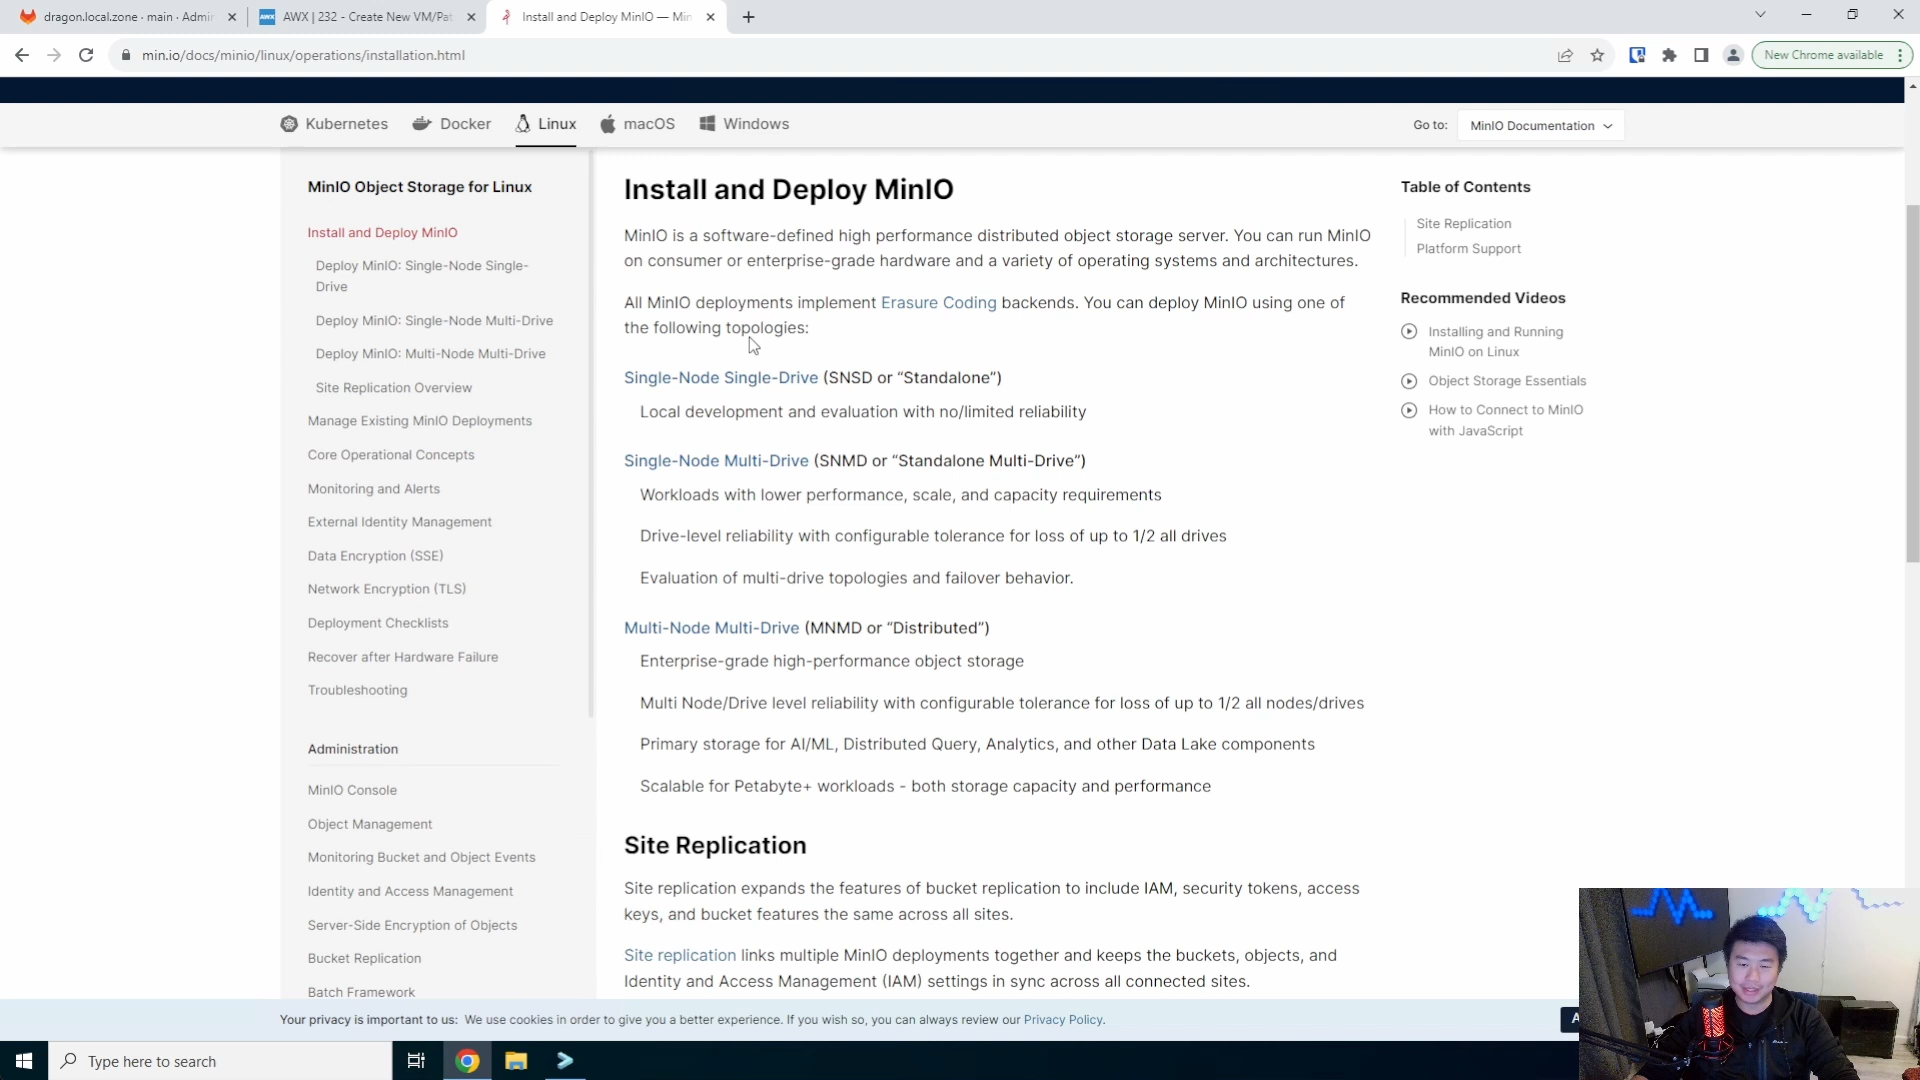 dragon.local.zone · main · Admir
AWX | 232 - Create New VM/Pat
Install and Deploy MinIO — Min
min.io/docs/minio/linux/operations/installation.html
New Chrome available
Kubernetes
Docker
Linux
macOS
Windows
Go to:
MinIO Documentation
MinIO Object Storage for Linux
Install and Deploy MinIO
Deploy MinIO: Single-Node Single-
Drive
Deploy MinIO: Single-Node Multi-Drive
Deploy MinIO: Multi-Node Multi-Drive
Site Replication Overview
Manage Existing MinIO Deployments
Core Operational Concepts
Monitoring and Alerts
External Identity Management
Data Encryption (SSE)
Network Encryption (TLS)
Deployment Checklists
Recover after Hardware Failure
Troubleshooting
Administration
MinIO Console
Object Management
Monitoring Bucket and Object Events
Identity and Access Management
Server-Side Encryption of Objects
Bucket Replication
Batch Framework
Install and Deploy MinIO
MinIO is a software-defined high performance distributed object storage server. You can run MinIO
on consumer or enterprise-grade hardware and a variety of operating systems and architectures.
All MinIO deployments implement Erasure Coding backends. You can deploy MinIO using one of
the following topologies:
Single-Node Single-Drive (SNSD or “Standalone”)
Local development and evaluation with no/limited reliability
Single-Node Multi-Drive (SNMD or “Standalone Multi-Drive”)
Workloads with lower performance, scale, and capacity requirements
Drive-level reliability with configurable tolerance for loss of up to 1/2 all drives
Evaluation of multi-drive topologies and failover behavior.
Multi-Node Multi-Drive (MNMD or “Distributed”)
Enterprise-grade high-performance object storage
Multi Node/Drive level reliability with configurable tolerance for loss of up to 1/2 all nodes/drives
Primary storage for AI/ML, Distributed Query, Analytics, and other Data Lake components
Scalable for Petabyte+ workloads - both storage capacity and performance
Site Replication
Site replication expands the features of bucket replication to include IAM, security tokens, access
keys, and bucket features the same across all sites.
Site replication links multiple MinIO deployments together and keeps the buckets, objects, and
Identity and Access Management (IAM) settings in sync across all connected sites.
Table of Contents
Site Replication
Platform Support
Recommended Videos
Installing and Running
MinIO on Linux
Object Storage Essentials
How to Connect to MinIO
with JavaScript
Your privacy is important to us: We use cookies in order to give you a better experience. If you wish so, you can always review our Privacy Policy.
A
Type here to search